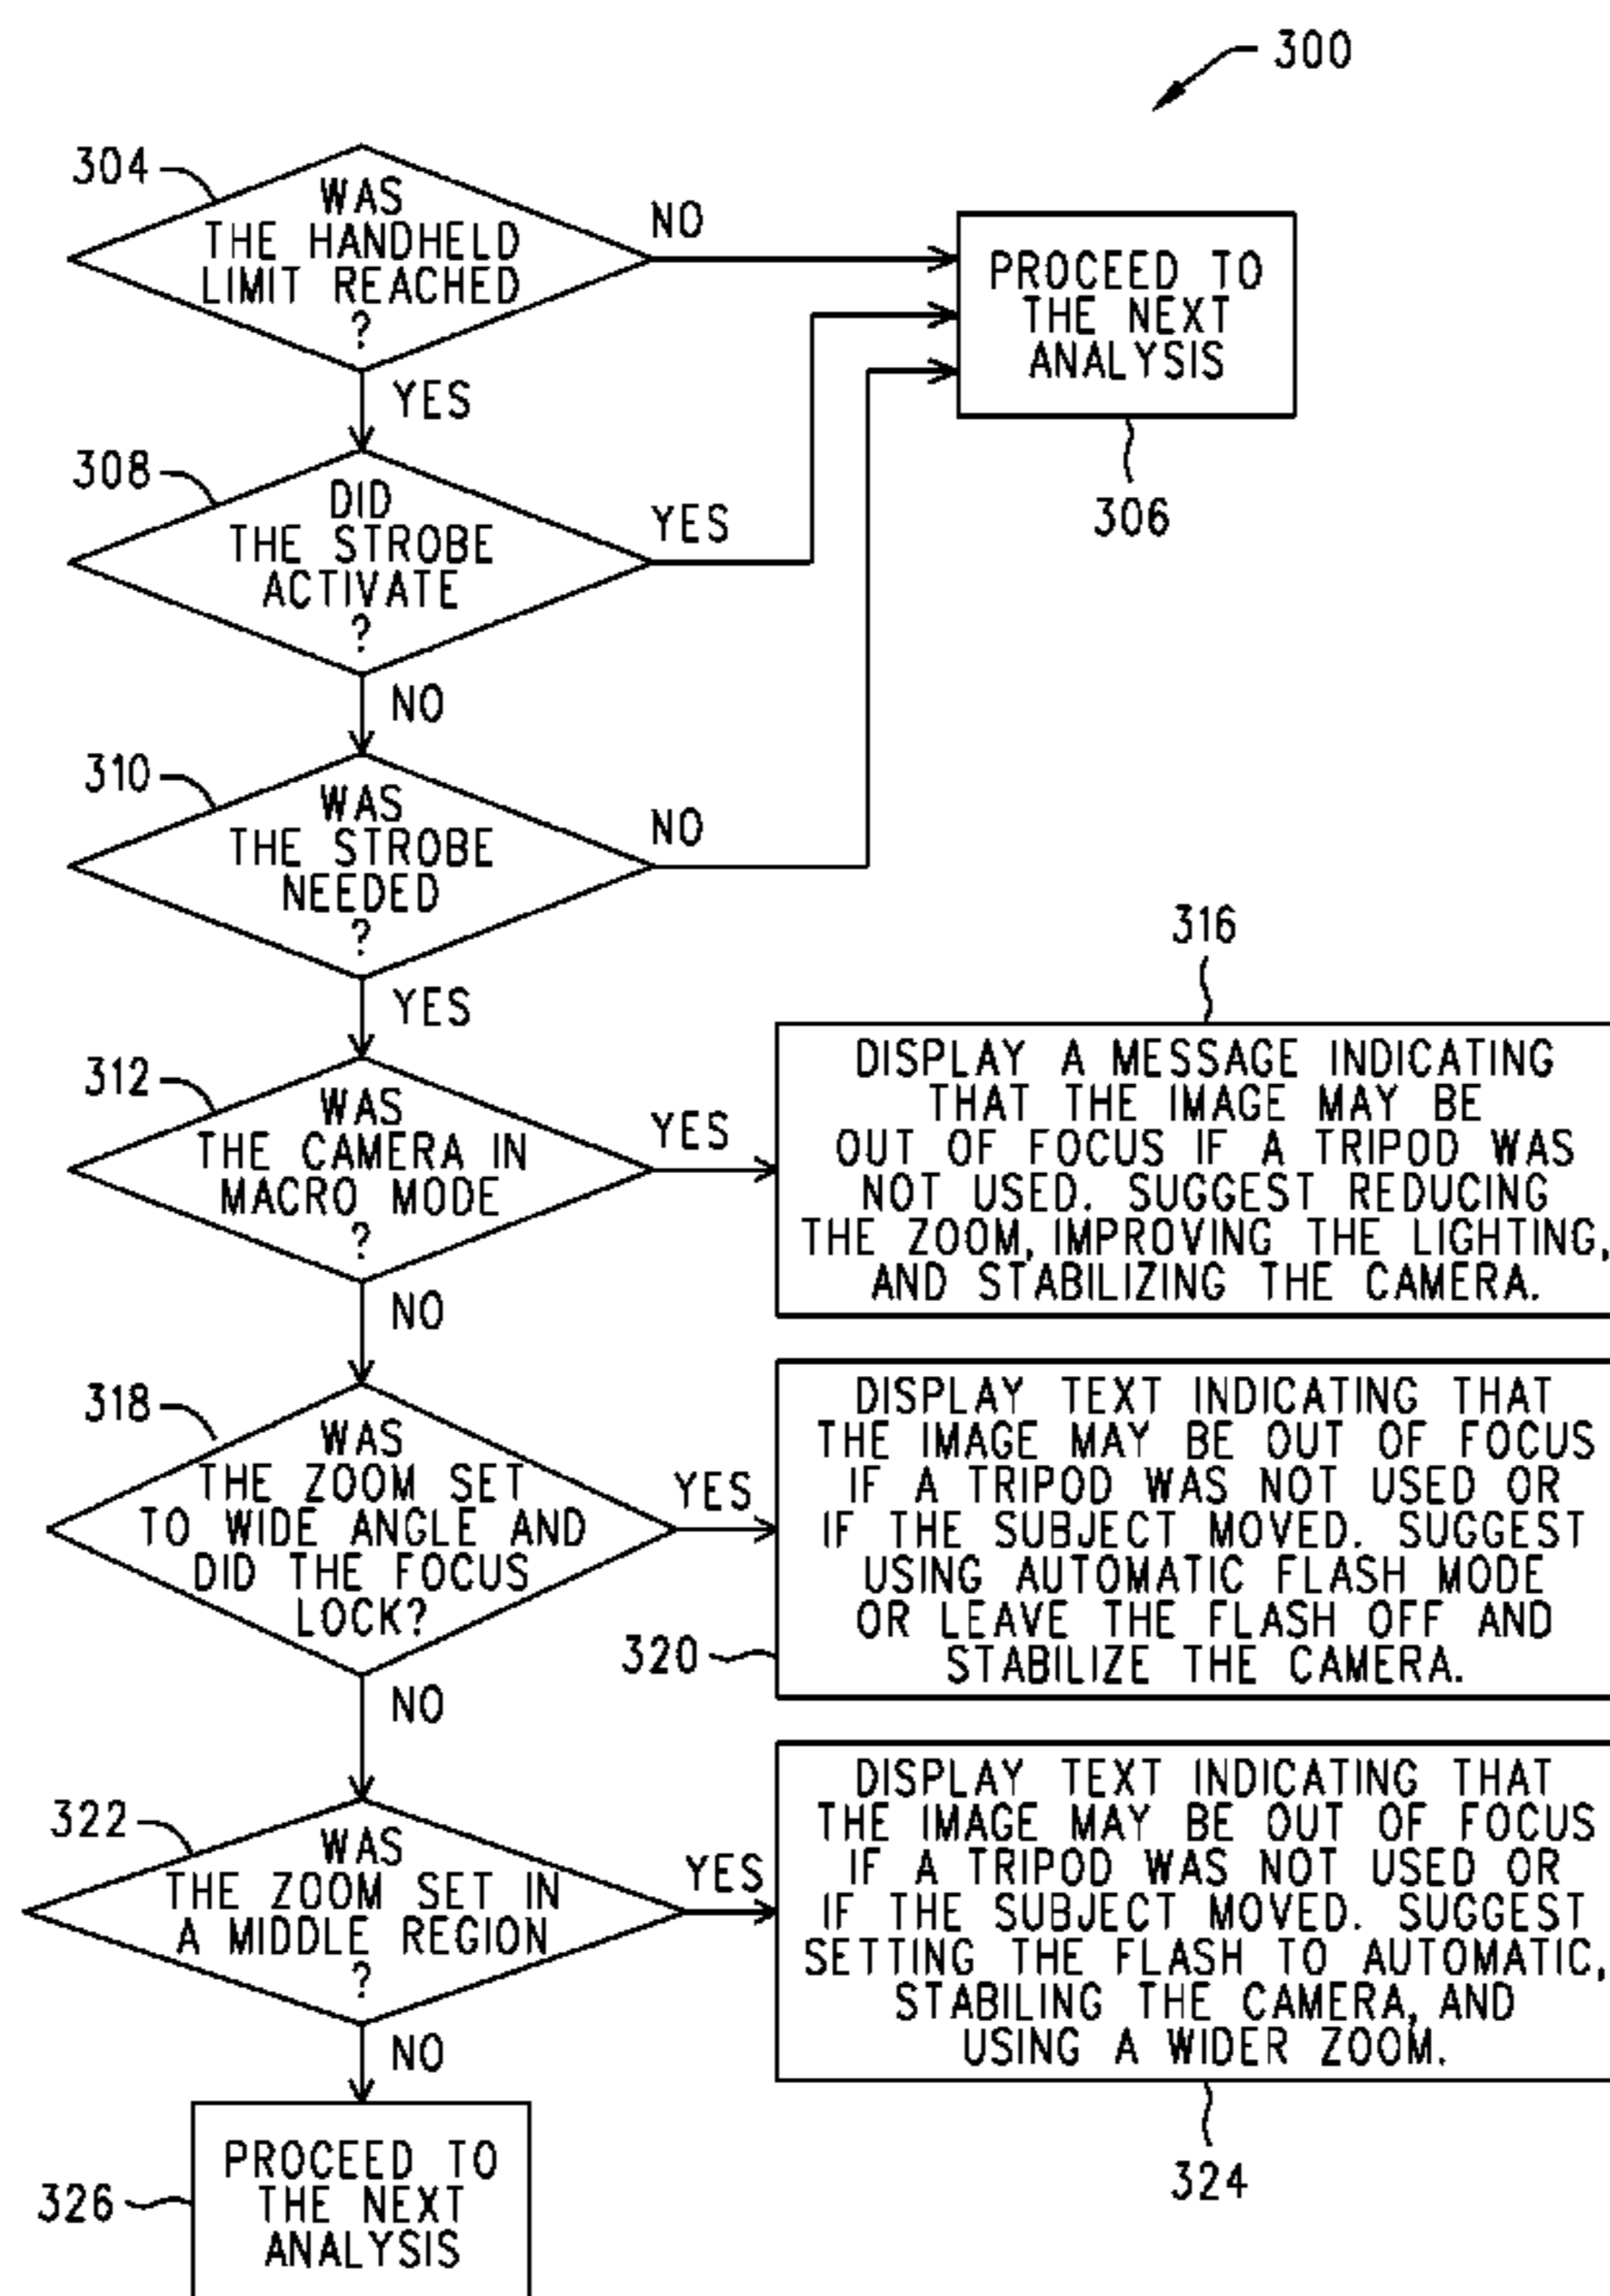 300
304
WAS
THE HANDHELD
LIMIT REACHED
?
NO
YES
PROCEED TO
THE NEXT
ANALYSIS
306
308
DID
THE STROBE
ACTIVATE
?
YES
NO
310
WAS
THE STROBE
NEEDED
?
NO
YES
312
WAS
THE CAMERA IN
MACRO MODE
?
YES
NO
316
DISPLAY A MESSAGE INDICATING
THAT THE IMAGE MAY BE
OUT OF FOCUS IF A TRIPOD WAS
NOT USED. SUGGEST REDUCING
THE ZOOM, IMPROVING THE LIGHTING,
AND STABILIZING THE CAMERA.
318
WAS
THE ZOOM SET
TO WIDE ANGLE AND
DID THE FOCUS
LOCK?
YES
NO
DISPLAY TEXT INDICATING THAT
THE IMAGE MAY BE OUT OF FOCUS
IF A TRIPOD WAS NOT USED OR
IF THE SUBJECT MOVED. SUGGEST
USING AUTOMATIC FLASH MODE
OR LEAVE THE FLASH OFF AND
STABILIZE THE CAMERA.
320
322
WAS
THE ZOOM SET IN
A MIDDLE REGION
?
YES
NO
DISPLAY TEXT INDICATING THAT
THE IMAGE MAY BE OUT OF FOCUS
IF A TRIPOD WAS NOT USED OR
IF THE SUBJECT MOVED. SUGGEST
SETTING THE FLASH TO AUTOMATIC,
STABILING THE CAMERA, AND
USING A WIDER ZOOM.
324
326
PROCEED TO
THE NEXT
ANALYSIS